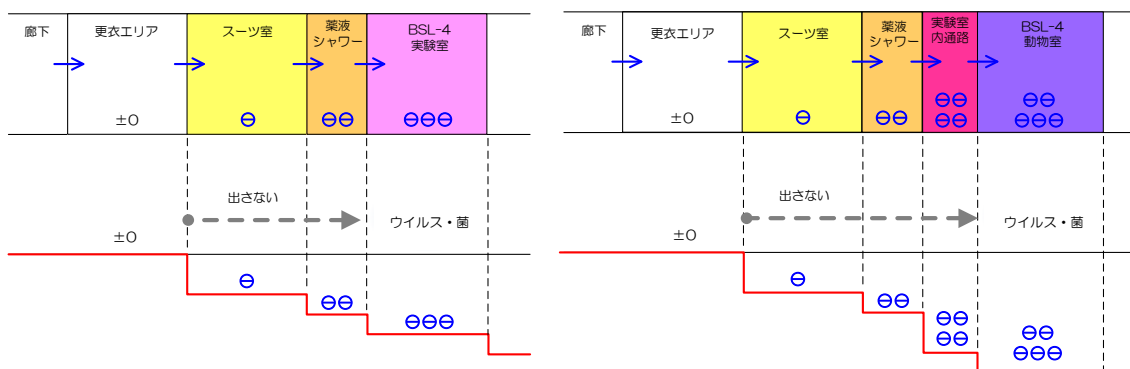 廊下
更衣エリア
スーツ室
薬液
シャワー
BSL-4
実験室
±0
⊖
⊖⊖
⊖⊖⊖
出さない
ウイルス・菌
±0
⊖
⊖⊖
⊖⊖⊖
廊下
更衣エリア
スーツ室
薬液
シャワー
実験室
内通路
BSL-4
動物室
±0
⊖
⊖⊖
⊖⊖
⊖⊖
⊖⊖
⊖⊖⊖
出さない
ウイルス・菌
±0
⊖
⊖⊖
⊖⊖
⊖⊖
⊖⊖
⊖⊖⊖